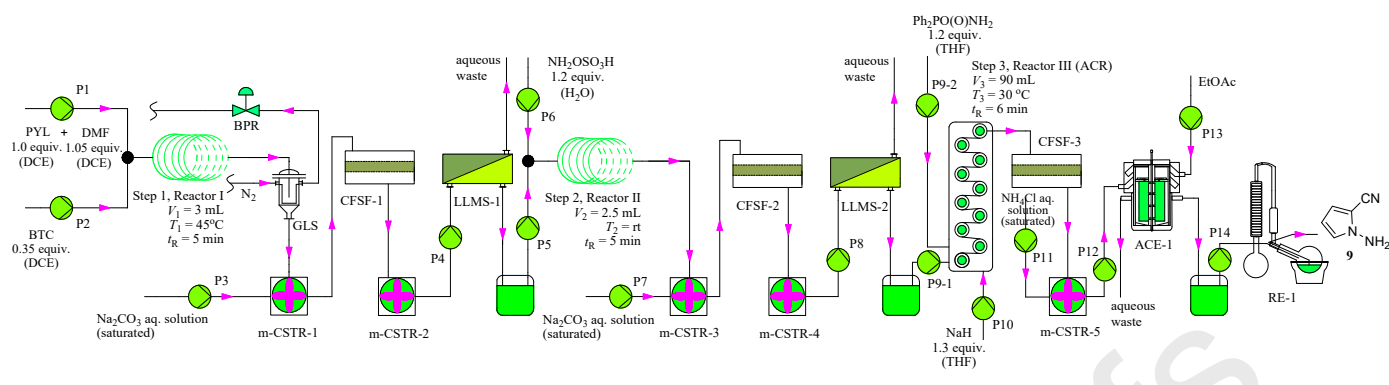 P1
PYL + DMF
1.0 equiv. 1.05 equiv.
(DCE) (DCE)
P2
BTC
0.35 equiv.
(DCE)
BPR
N2
Step 1, Reactor I
V1 = 3 mL
T1 = 45°C
tR = 5 min
GLS
P3
Na2CO3 aq. solution
(saturated)
m-CSTR-1
CFSF-1
m-CSTR-2
P4
aqueous
waste
LLMS-1
NH2OSO3H
1.2 equiv.
(H2O)
P6
P5
Step 2, Reactor II
V2 = 2.5 mL
T2 = rt
tR = 5 min
P7
Na2CO3 aq. solution
(saturated)
m-CSTR-3
CFSF-2
m-CSTR-4
P8
aqueous
waste
LLMS-2
Ph2PO(O)NH2
1.2 equiv.
(THF)
P9-2
P9-1
Step 3, Reactor III (ACR)
V3 = 90 mL
T3 = 30 °C
tR = 6 min
P10
NaH
1.3 equiv.
(THF)
CFSF-3
NH4Cl aq.
solution
(saturated)
P11
m-CSTR-5
P12
aqueous
waste
ACE-1
EtOAc
P13
P14
RE-1
CN
N
NH2
9